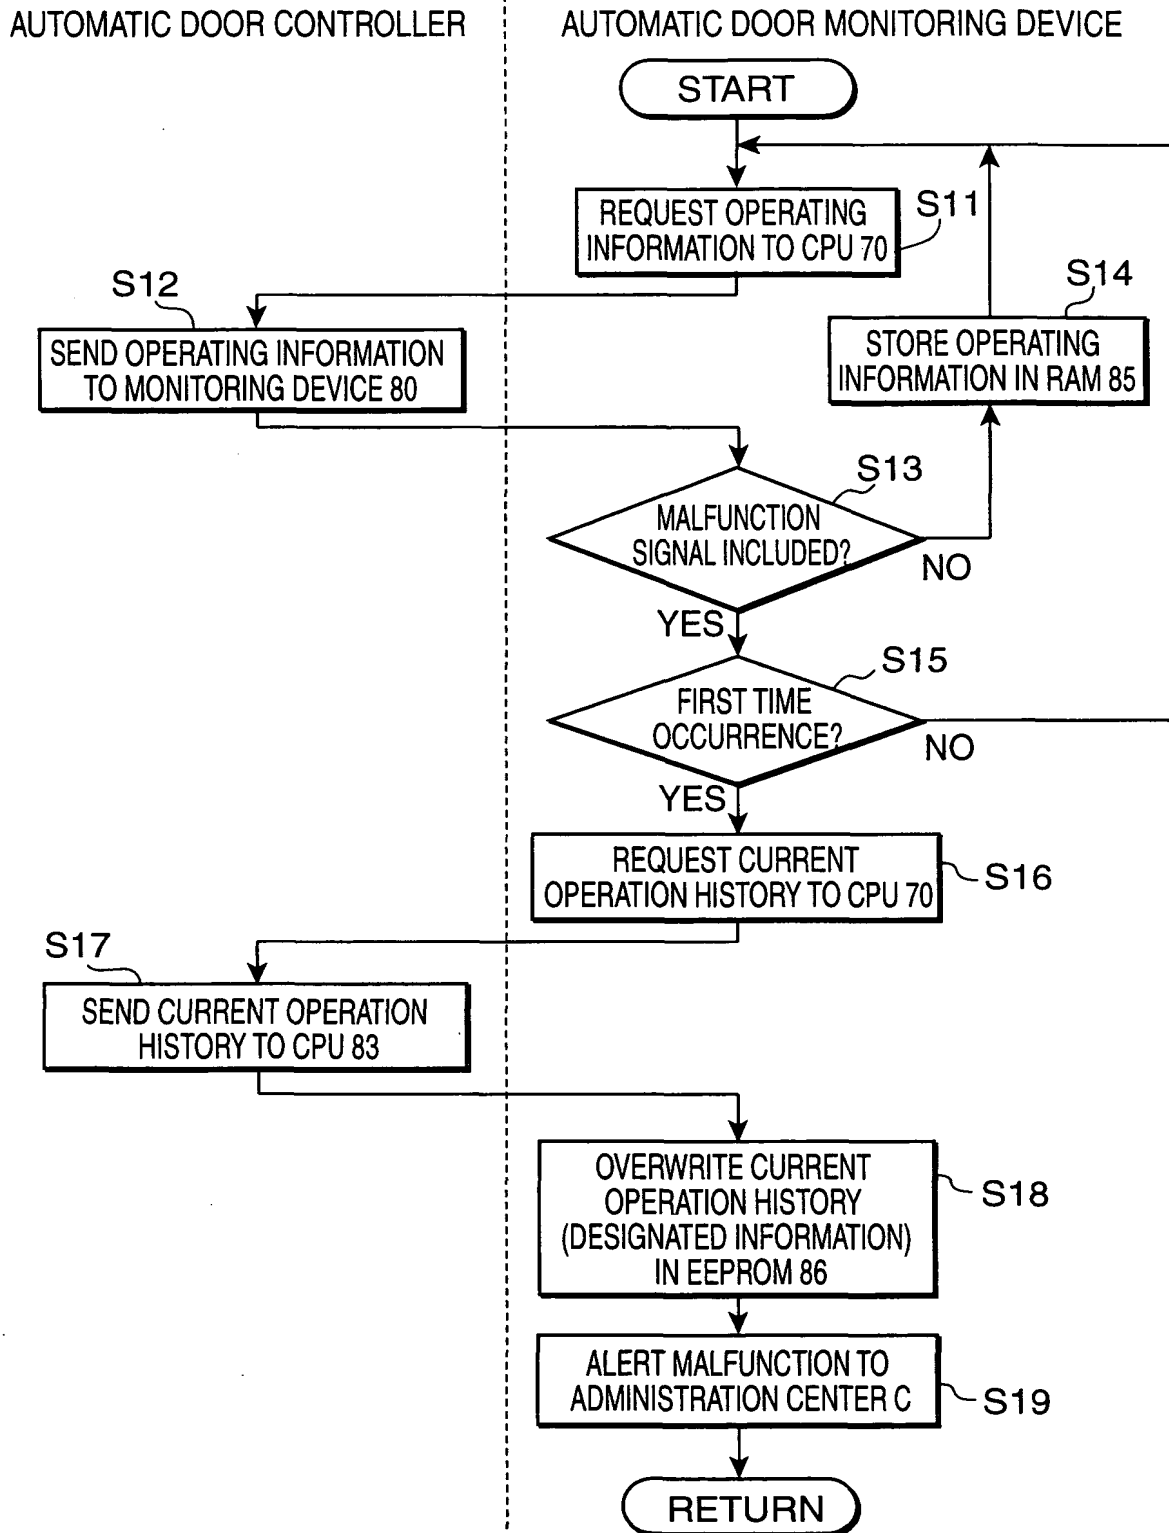 AUTOMATIC DOOR CONTROLLER
AUTOMATIC DOOR MONITORING DEVICE
START
REQUEST OPERATING
INFORMATION TO CPU 70
S11
S12
SEND OPERATING INFORMATION
TO MONITORING DEVICE 80
S14
STORE OPERATING
INFORMATION IN RAM 85
S13
MALFUNCTION
SIGNAL INCLUDED?
NO
YES
S15
FIRST TIME
OCCURRENCE?
NO
YES
REQUEST CURRENT
OPERATION HISTORY TO CPU 70
S16
S17
SEND CURRENT OPERATION
HISTORY TO CPU 83
OVERWRITE CURRENT
OPERATION HISTORY
(DESIGNATED INFORMATION)
IN EEPROM 86
S18
ALERT MALFUNCTION TO
ADMINISTRATION CENTER C
S19
RETURN